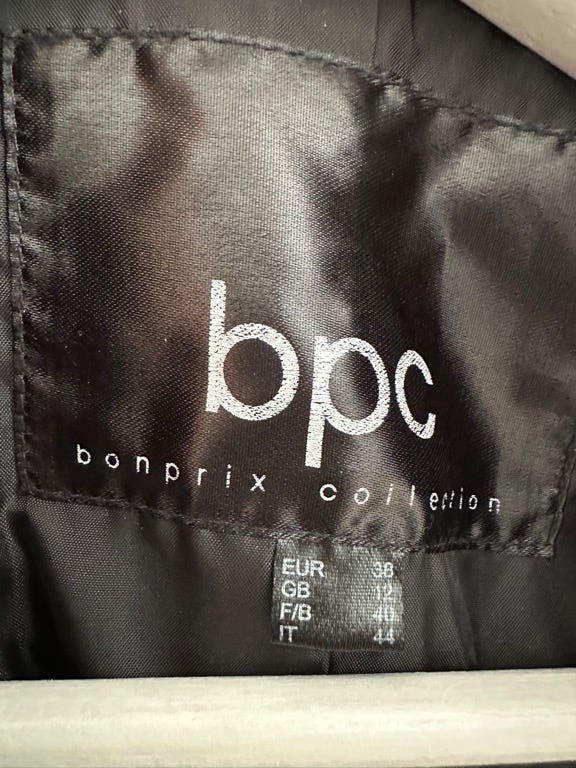 bpc
bonprix collection
EUR 38
GB 12
F/B 40
IT 44